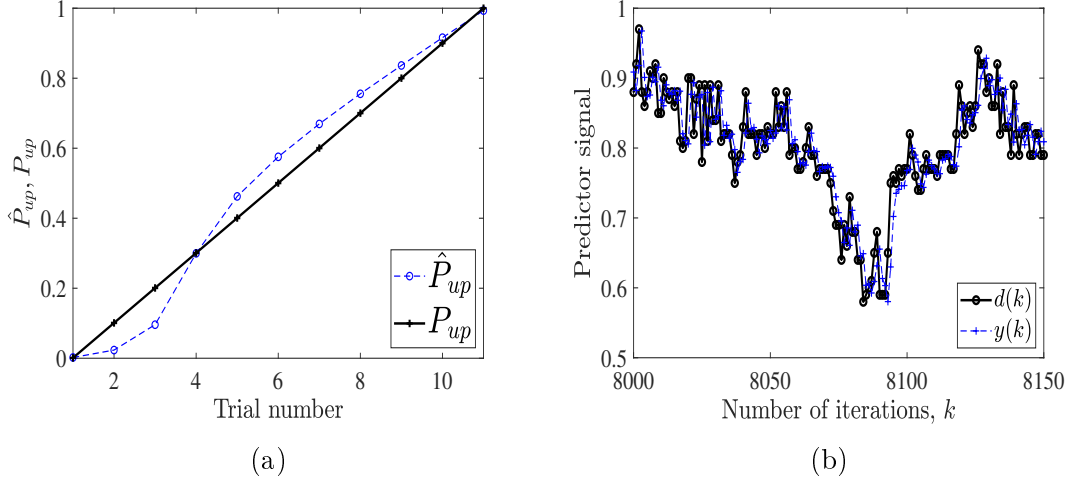 1
0.8
0.6
0.4
0.2
0
P̂up, Pup
2
4
6
8
10
Trial number
P̂up
Pup
(a)
1
0.9
0.8
0.7
0.6
0.5
Predictor signal
8000
8050
8100
8150
Number of iterations, k
d(k)
y(k)
(b)